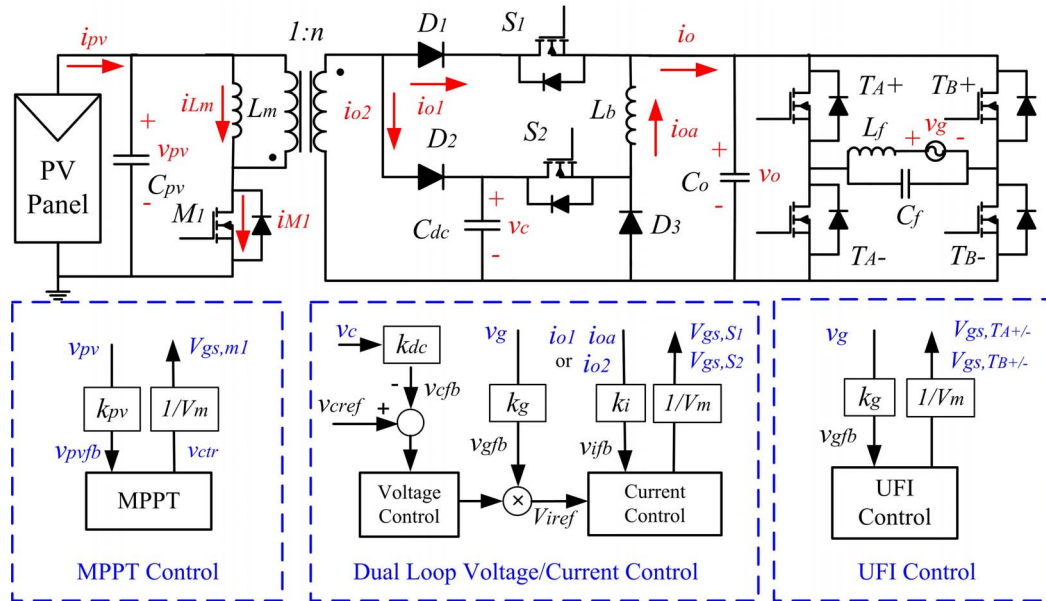 1:n
D1
S1
ipv
io
iLm
Lm
io2
io1
D2
S2
Lb
ioa
TA+
TB+
Lf
+ vg -
PV
Panel
+
vpv
-
Cpv
M1
iM1
Cdc
+
vc
-
D3
Co
+
vo
-
Cf
TA-
TB-
vpv
Vgs,m1
kpv
1/Vm
vpvfb
vctr
MPPT
MPPT Control
vc
kdc
-
vcfb
vcref
+
vg
kg
vgfb
io1 ioa
or io2
ki
vifb
Vgs,S1
Vgs,S2
1/Vm
Voltage
Control
×
Viref
Current
Control
Dual Loop Voltage/Current Control
vg
kg
vgfb
Vgs,TA+/-
Vgs,TB+/-
1/Vm
UFI
Control
UFI Control